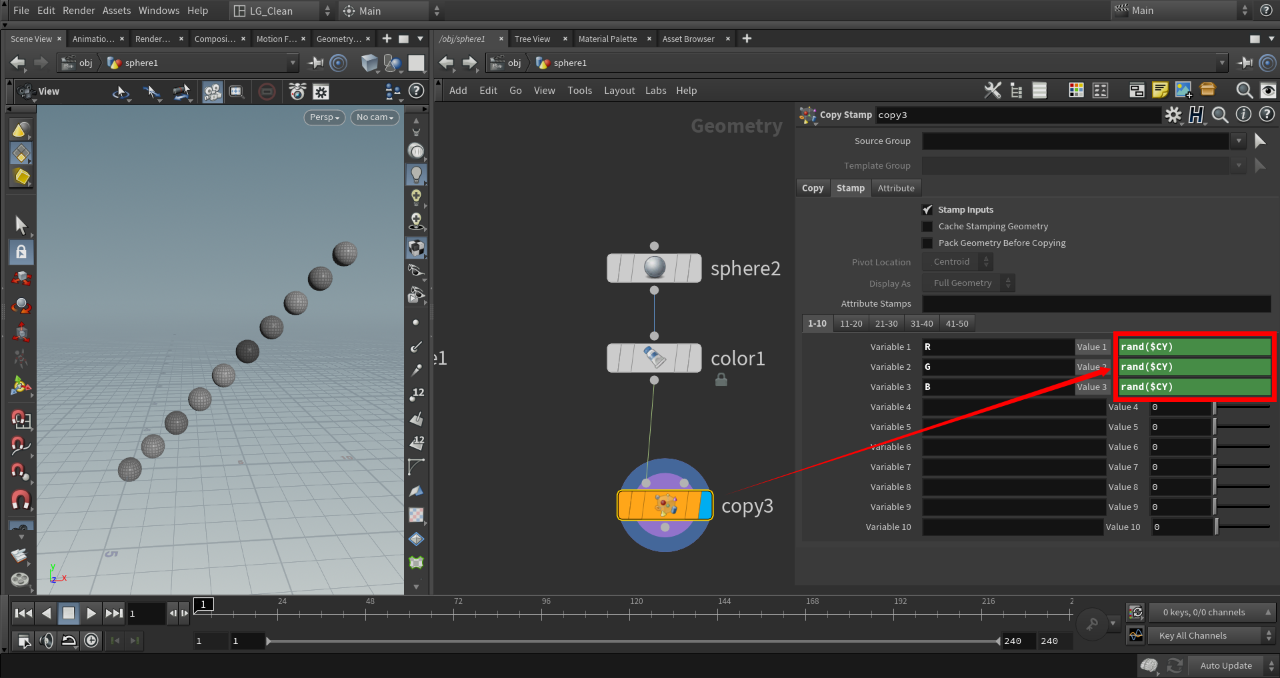 File Edit Render Assets Windows Help LG_Clean Main Main
Scene View Animatio... Render... Composi... Motion F... Geometry...
/obj/sphere1 Tree View Material Palette Asset Browser
obj sphere1
obj sphere1
View
Add Edit Go View Tools Layout Labs Help
Persp No cam
Geometry
Copy Stamp copy3
Source Group
Template Group
Copy Stamp Attribute
Stamp Inputs
Cache Stamping Geometry
Pack Geometry Before Copying
Pivot Location Centroid
Display As Full Geometry
Attribute Stamps
1-10 11-20 21-30 31-40 41-50
Variable 1 R Value 1 rand($CY)
Variable 2 G Value 2 rand($CY)
Variable 3 B Value 3 rand($CY)
Variable 4 Value 4 0
Variable 5 Value 5 0
Variable 6 Value 6 0
Variable 7 Value 7 0
Variable 8 Value 8 0
Variable 9 Value 9 0
Variable 10 Value 10 0
sphere2
e1
color1
copy3
.12
12
5
y
z x
1 1 24 48 72 96 120 144 168 192 216 2
0 keys, 0/0 channels
1 1 240 240
Key All Channels
Auto Update